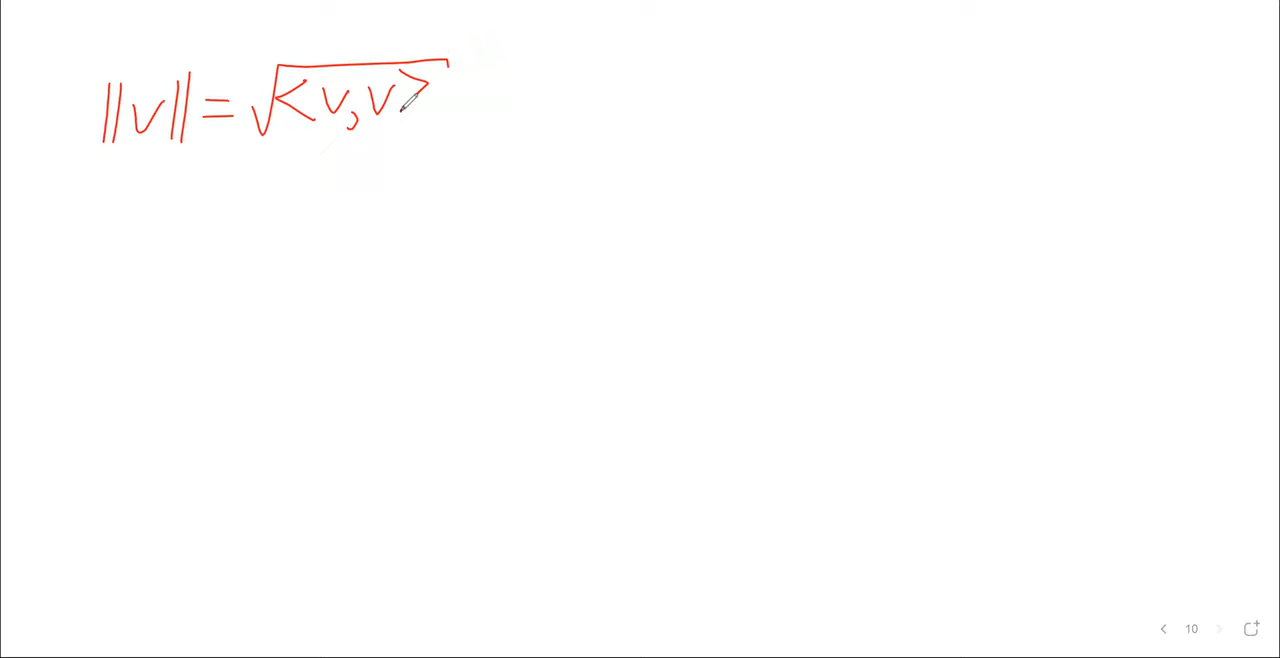 ||v|| = √<v,v>
10